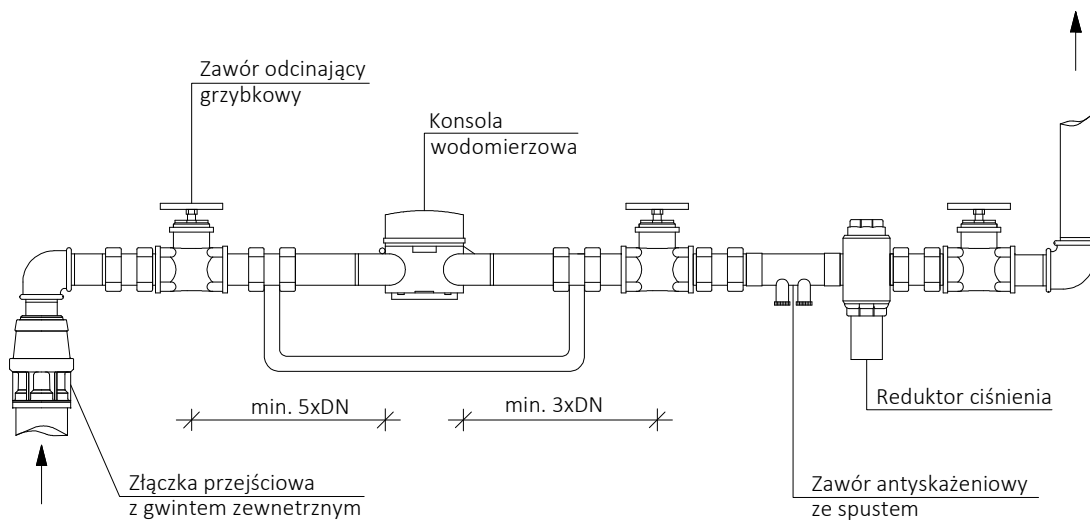 Zawór odcinający
grzybkowy
Konsola
wodomierzowa
min. 5xDN
min. 3xDN
Reduktor ciśnienia
Złączka przejściowa
z gwintem zewnetrznym
Zawór antyskażeniowy
ze spustem